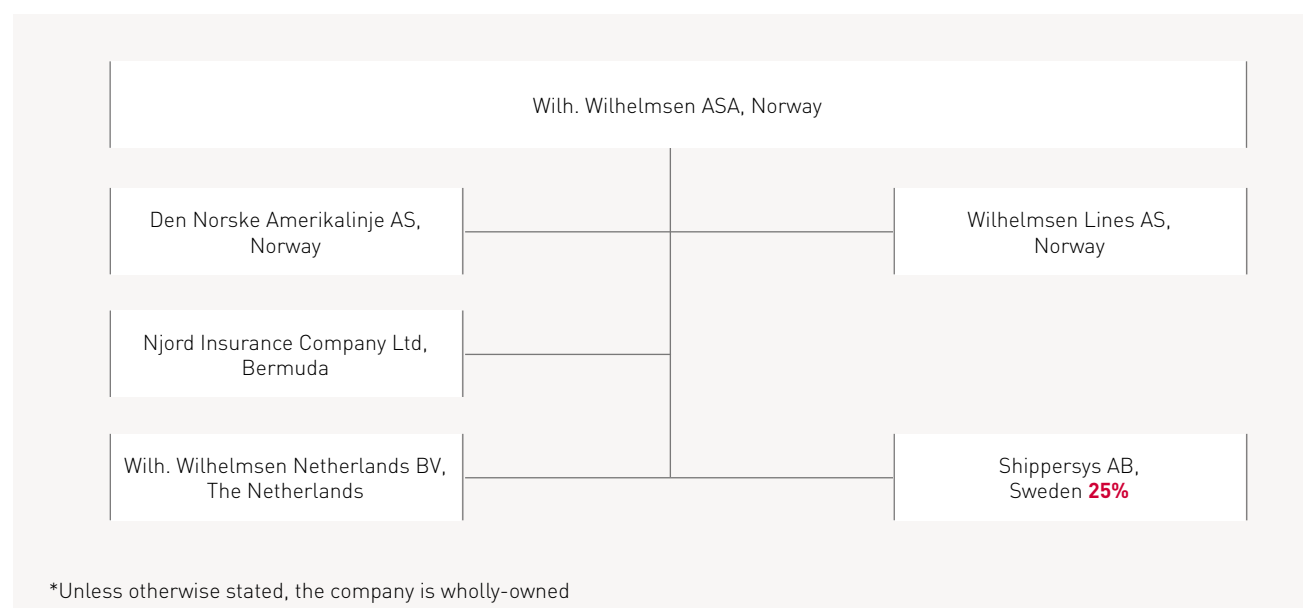 Wilh. Wilhelmsen ASA, Norway
Den Norske Amerikalinje AS,
Norway
Wilhelmsen Lines AS,
Norway
Njord Insurance Company Ltd,
Bermuda
Wilh. Wilhelmsen Netherlands BV,
The Netherlands
Shippersys AB,
Sweden 25%
*Unless otherwise stated, the company is wholly-owned